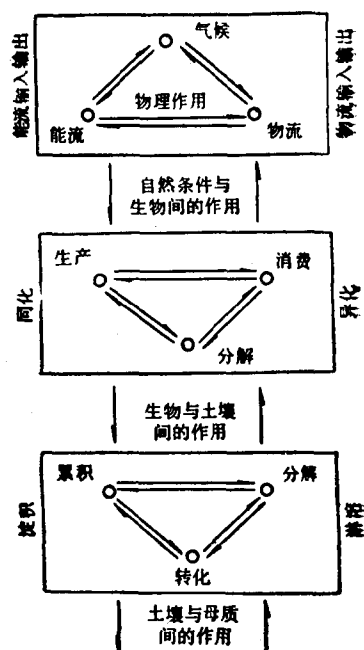 气候
能流输入输出
物流输入输出
物理作用
能流
物流
自然条件与
生物间的作用
生产
消费
同化
异化
分解
生物与土壤
间的作用
累积
分解
淀积
转化
土壤与母质
间的作用